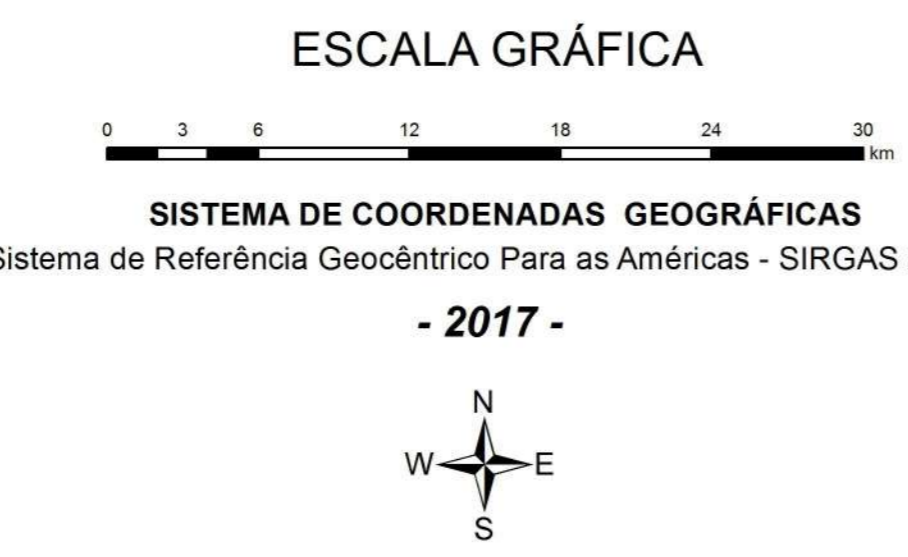 ESCALA GRÁFICA
0 3 6 12 18 24 30
km
SISTEMA DE COORDENADAS GEOGRÁFICAS
Sistema de Referência Geocêntrico Para as Américas - SIRGAS
- 2017 -
N
W E
S